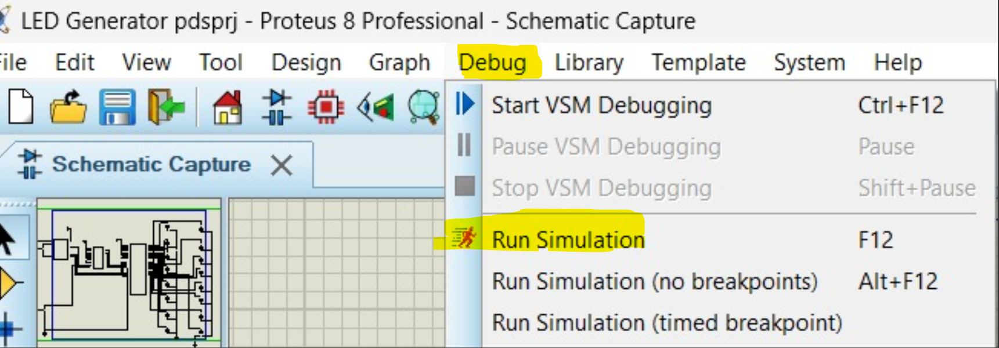 LED Generator pdsprj - Proteus 8 Professional - Schematic Capture
File Edit View Tool Design Graph Debug Library Template System Help
Start VSM Debugging Ctrl+F12
Pause VSM Debugging Pause
Stop VSM Debugging Shift+Pause
Schematic Capture
Run Simulation F12
Run Simulation (no breakpoints) Alt+F12
Run Simulation (timed breakpoint)